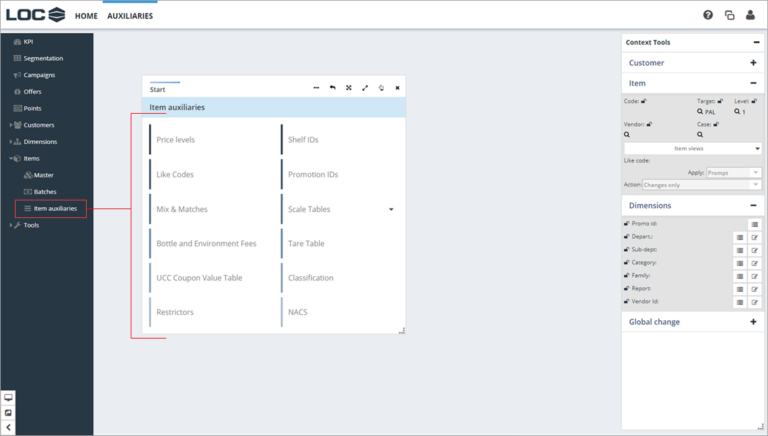 LOC
HOME
AUXILIARIES
KPI
Segmentation
Campaigns
Offers
Points
Customers
Dimensions
Items
Master
Batches
Item auxiliaries
Tools
Start
Item auxiliaries
Price levels
Shelf IDs
Like Codes
Promotion IDs
Mix & Matches
Scale Tables
Bottle and Environment Fees
Tare Table
UCC Coupon Value Table
Classification
Restrictors
NACS
Context Tools
Customer
Item
Code:
Target:
Level:
PAL
1
Vendor:
Case:
Item views
Like code:
Apply: Prompt
Action: Changes only
Dimensions
Promo id:
Depart.:
Sub-dept:
Category:
Family:
Report:
Vendor Id:
Global change